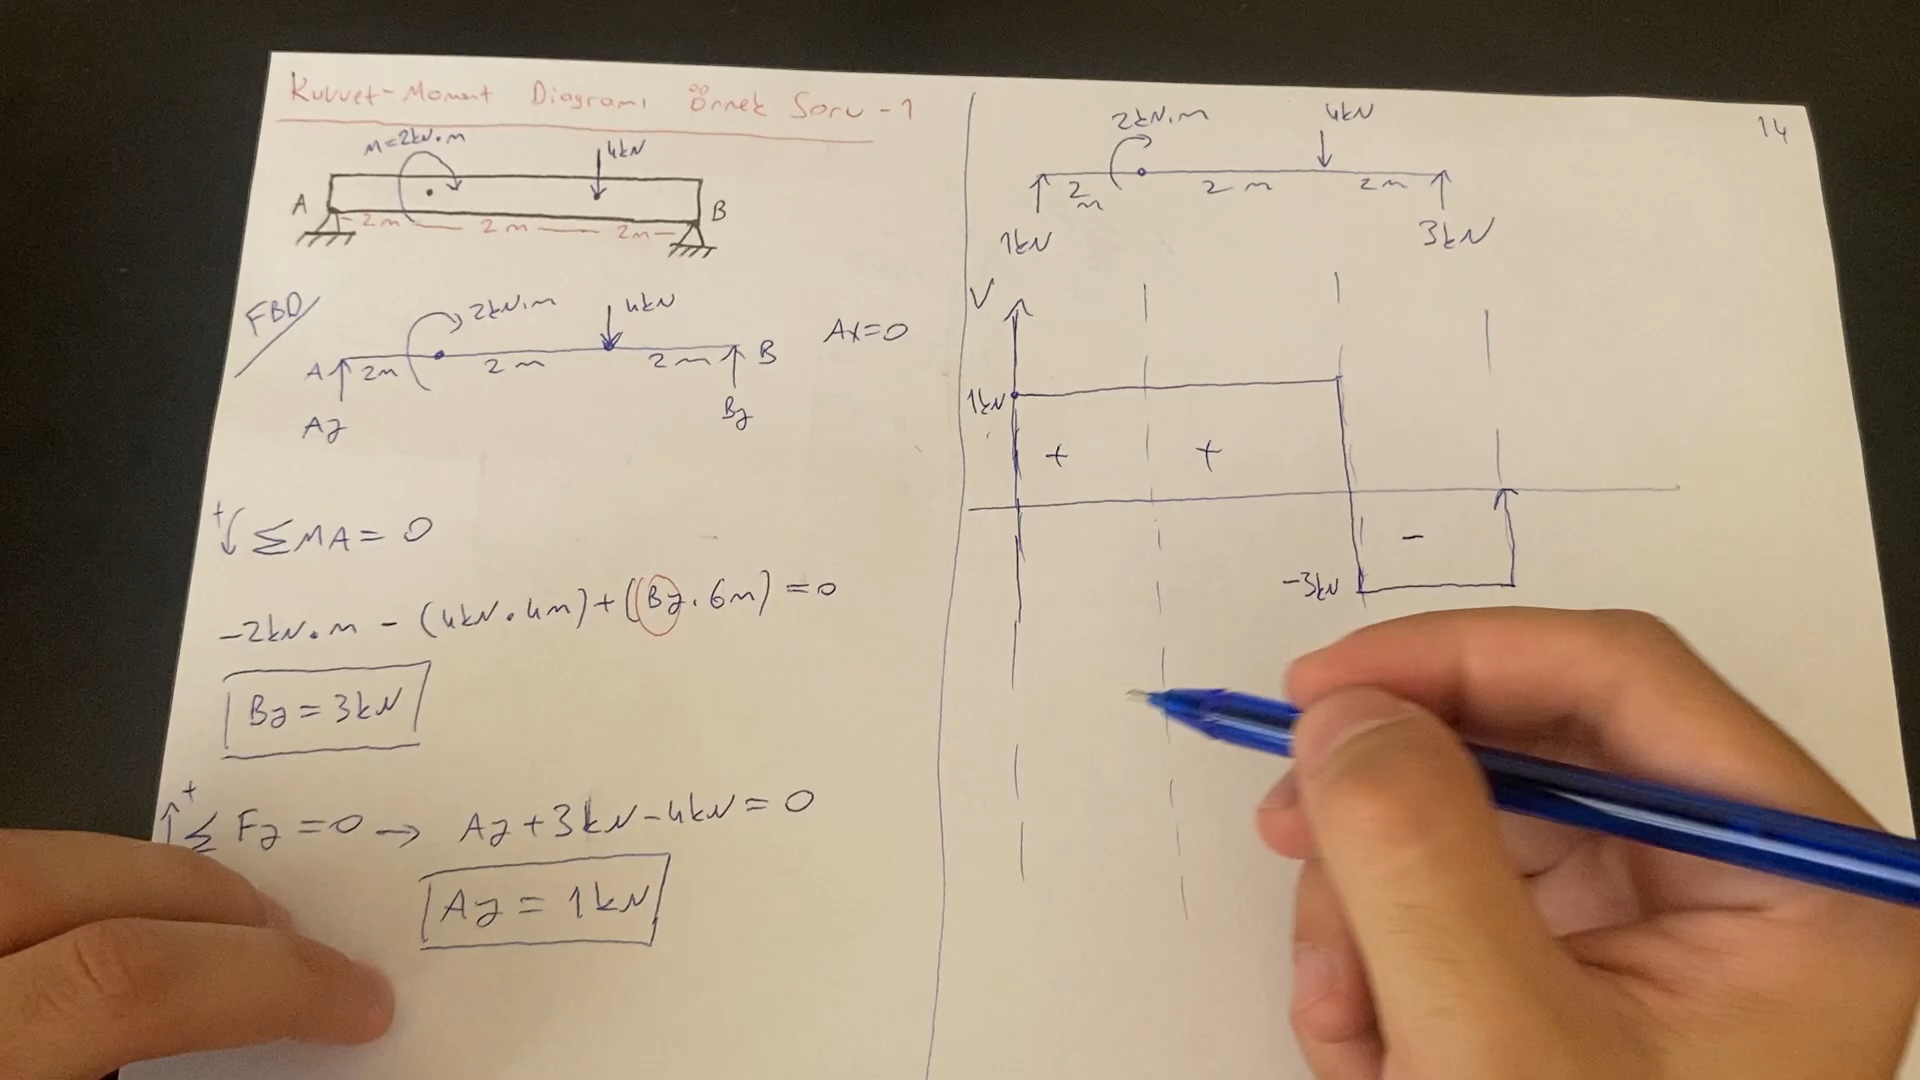 Kuvvet-Moment Diagramı Örnek Soru-1
M=2kN.m
4kN
A
B
2m 2m 2m
FBD
2kN.m
4kN
Ax=0
A 2m 2m 2m B
Ay
By
+ ΣMA=0
-2kN.m - (4kN.4m)+(By.6m)=0
By=3kN
+
ΣFy=0 → Ay+3kN-4kN=0
Ay=1kN
14
2kN.m
4kN
2m 2m 2m
1kN
3kN
V
1kN
+ +
-
-3kN